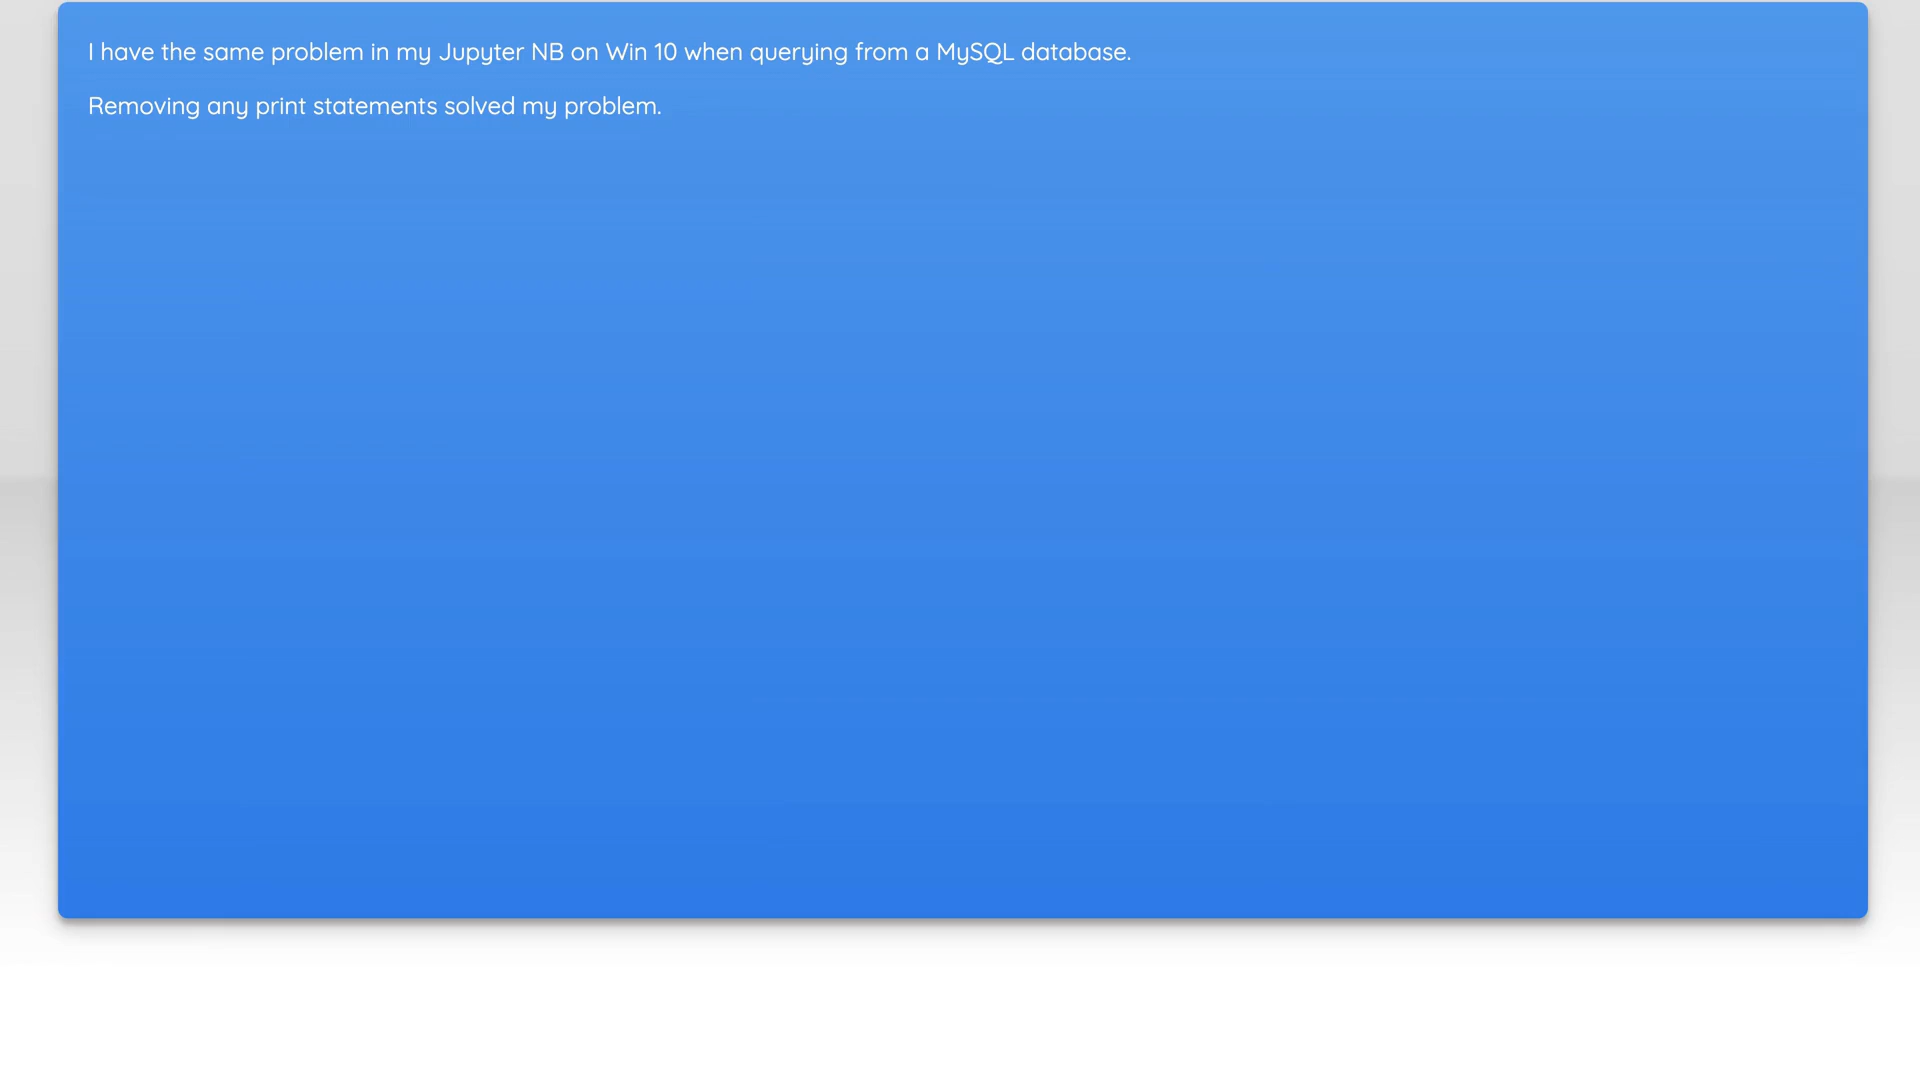 I have the same problem in my Jupyter NB on Win 10 when querying from a MySQL database.
Removing any print statements solved my problem.